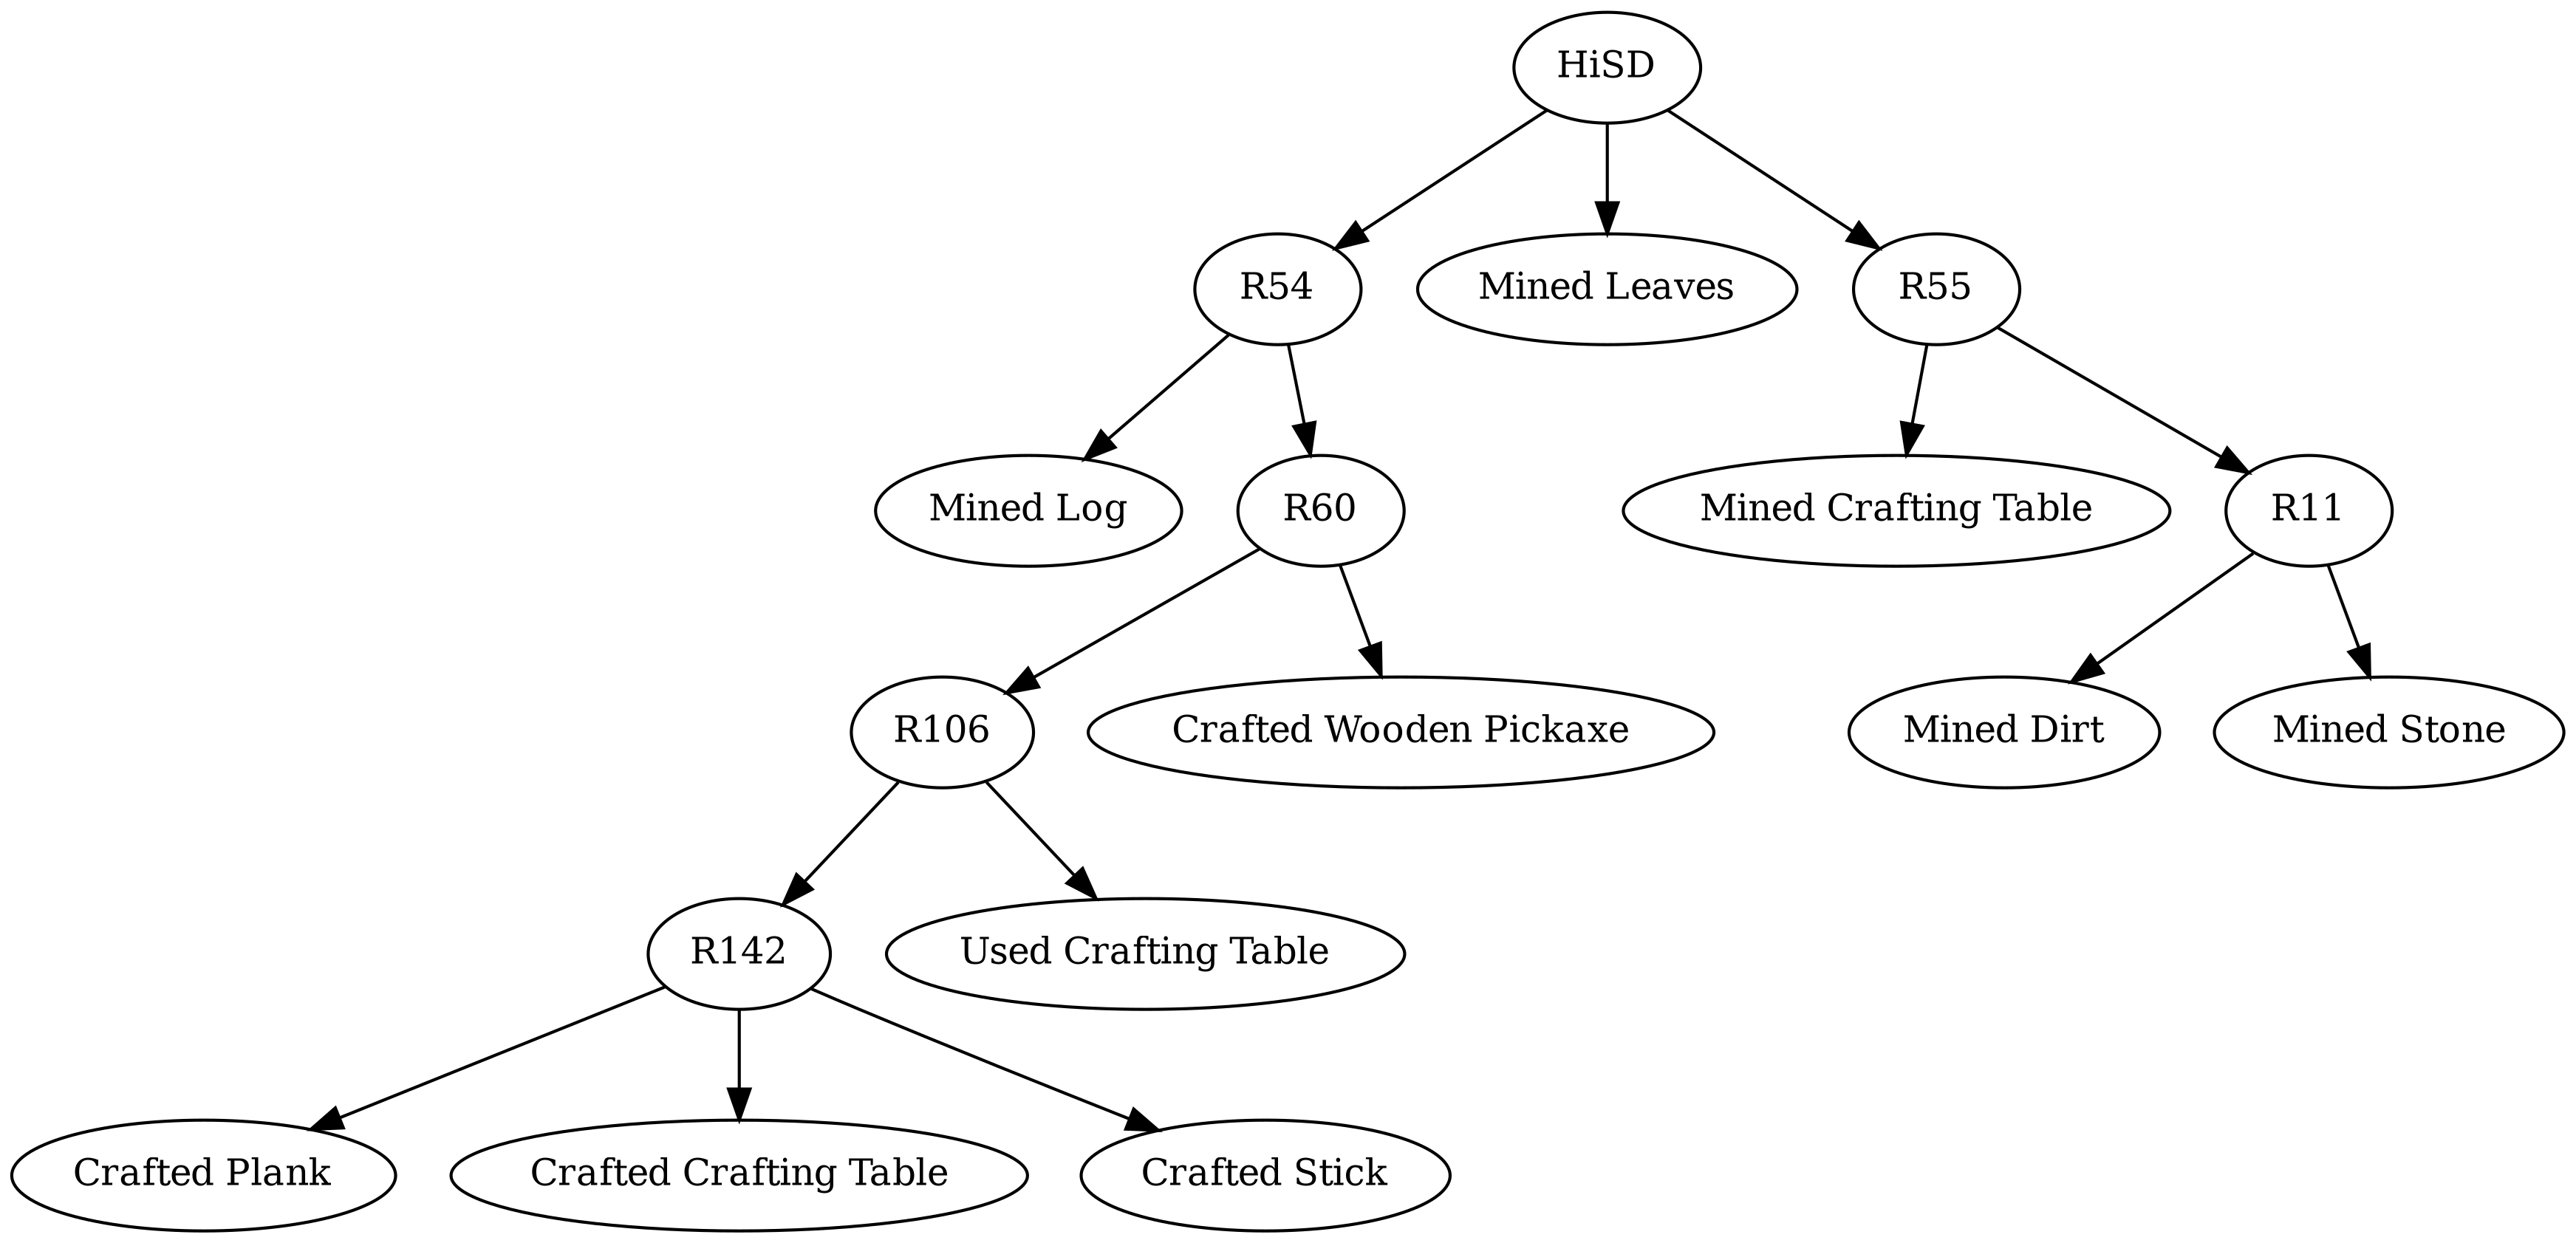 HiSD
R54
Mined Leaves
R55
Mined Log
R60
Mined Crafting Table
R11
R106
Crafted Wooden Pickaxe
Mined Dirt
Mined Stone
R142
Used Crafting Table
Crafted Plank
Crafted Crafting Table
Crafted Stick